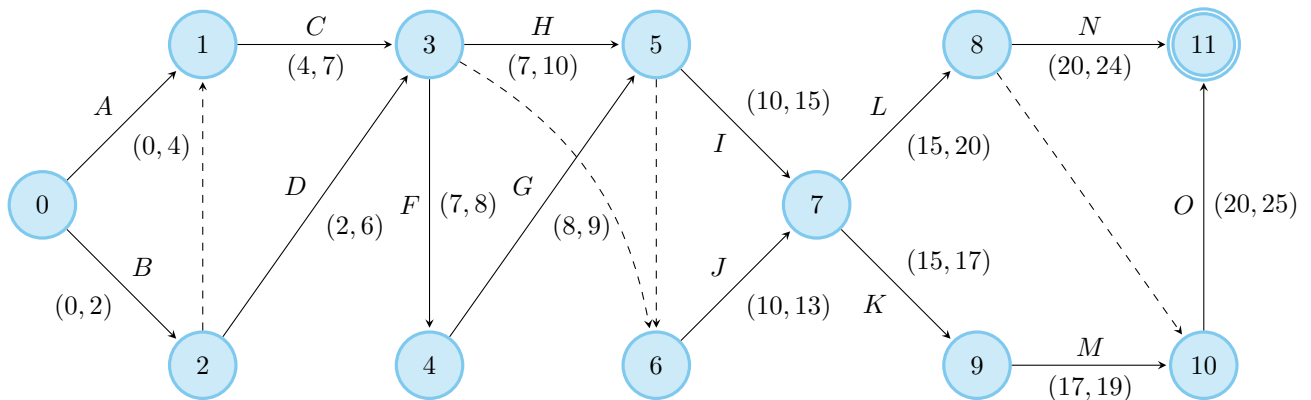 1
C
(4, 7)
3
H
(7, 10)
5
8
N
(20, 24)
11
A
(0, 4)
(10, 15)
I
L
(15, 20)
0
D
(2, 6)
F
(7, 8)
G
(8, 9)
7
O
(20, 25)
B
(0, 2)
J
(10, 13)
(15, 17)
K
2
4
6
9
M
(17, 19)
10